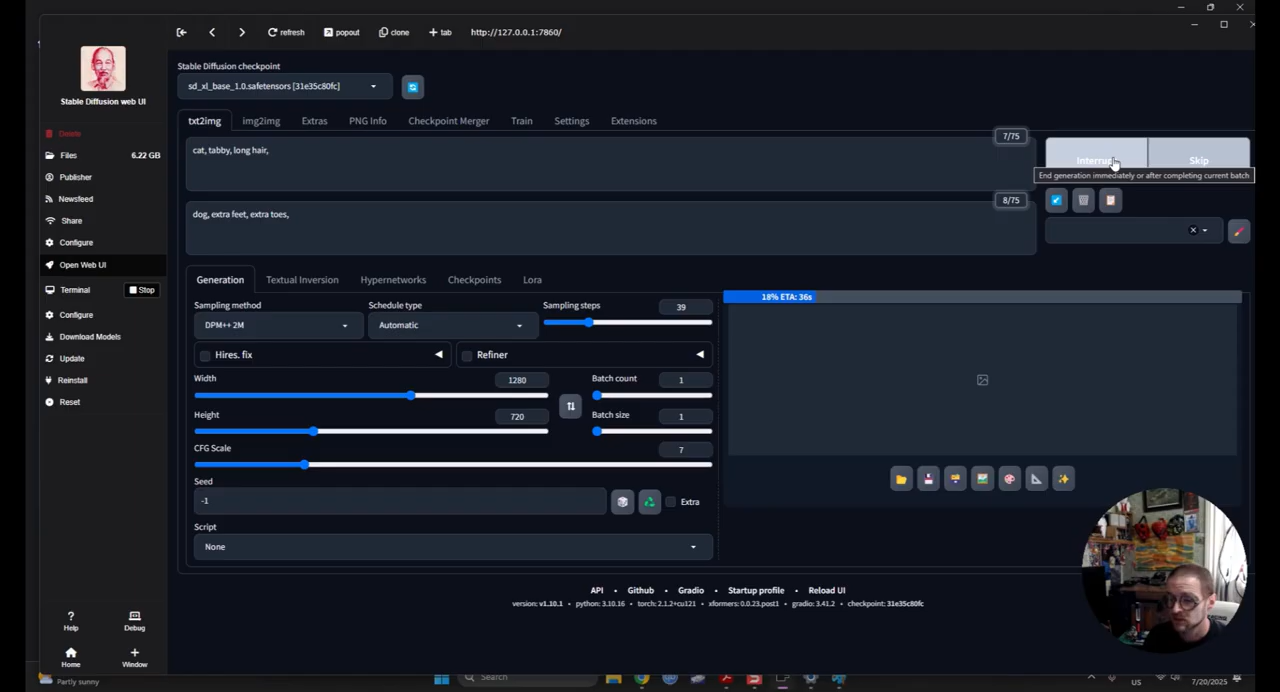 refresh popout clone tab http://127.0.0.1:7860/
Stable Diffusion web UI
Delete
Files 6.22 GB
Publisher
Newsfeed
Share
Configure
Open Web UI
Terminal Stop
Configure
Download Models
Update
Reinstall
Reset
Help Debug
Home Window
Stable Diffusion checkpoint
sd_xl_base_1.0.safetensors [31e35c80fc]
txt2img img2img Extras PNG Info Checkpoint Merger Train Settings Extensions
7/75
cat, tabby, long hair,
8/75
dog, extra feet, extra toes,
Interrupt Skip
End generation immediately or after completing current batch
Generation Textual Inversion Hypernetworks Checkpoints Lora
Sampling method Schedule type Sampling steps 39
DPM++ 2M Automatic
Hires. fix Refiner
Width 1280 Batch count 1
Height 720 Batch size 1
CFG Scale 7
Seed
-1 Extra
Script
None
18% ETA: 36s
API • Github • Gradio • Startup profile • Reload UI
version: v1.10.1 • python: 3.10.16 • torch: 2.1.2+cu121 • xformers: 0.0.23.post1 • gradio: 3.41.2 • checkpoint: 31e35c80fc
Partly sunny Search US 7/20/2025